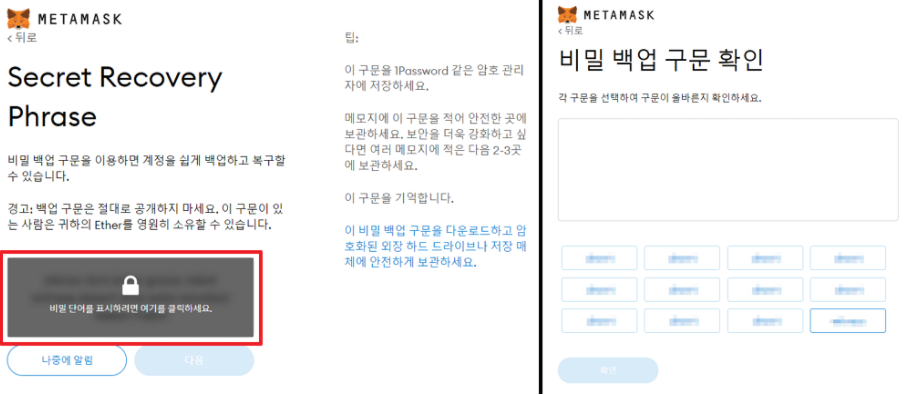 METAMASK
< 뒤로
Secret Recovery
Phrase
비밀 백업 구문을 이용하면 계정을 쉽게 백업하고 복구할
수 있습니다.
경고: 백업 구문은 절대로 공개하지 마세요. 이 구문이 있
는 사람은 귀하의 Ether를 영원히 소유할 수 있습니다.
비밀 단어를 표시하려면 여기를 클릭하세요.
나중에 알림
다음
팁:
이 구문을 1Password 같은 암호 관리
자에 저장하세요.
메모지에 이 구문을 적어 안전한 곳에
보관하세요. 보안을 더욱 강화하고 싶
다면 여러 메모지에 적은 다음 2-3곳
에 보관하세요.
이 구문을 기억합니다.
이 비밀 백업 구문을 다운로드하고 암
호화된 외장 하드 드라이브나 저장 매
체에 안전하게 보관하세요.
METAMASK
< 뒤로
비밀 백업 구문 확인
각 구문을 선택하여 구문이 올바른지 확인하세요.
확인